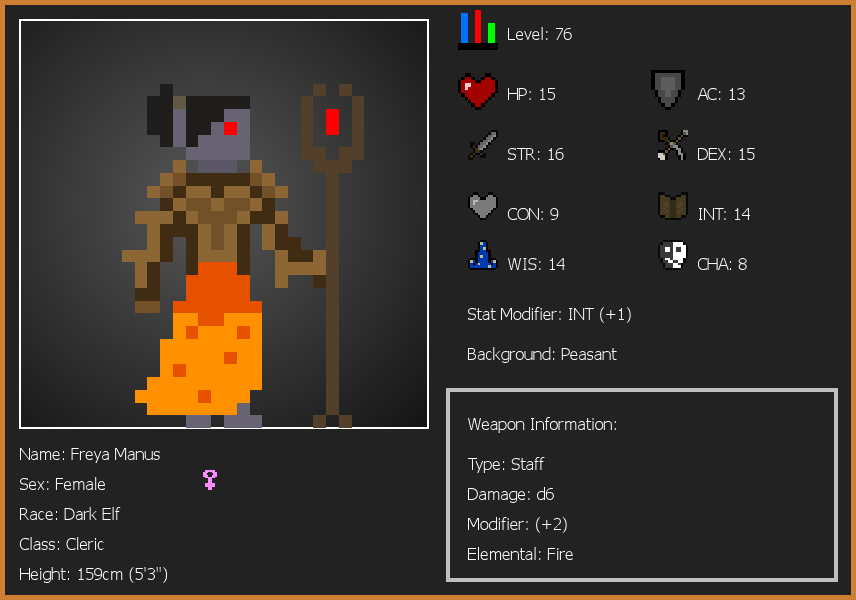 Level: 76
HP: 15
AC: 13
STR: 16
DEX: 15
CON: 9
INT: 14
WIS: 14
CHA: 8
Stat Modifier: INT (+1)
Background: Peasant
Name: Freya Manus
Sex: Female
Race: Dark Elf
Class: Cleric
Height: 159cm (5'3")
Weapon Information:
Type: Staff
Damage: d6
Modifier: (+2)
Elemental: Fire